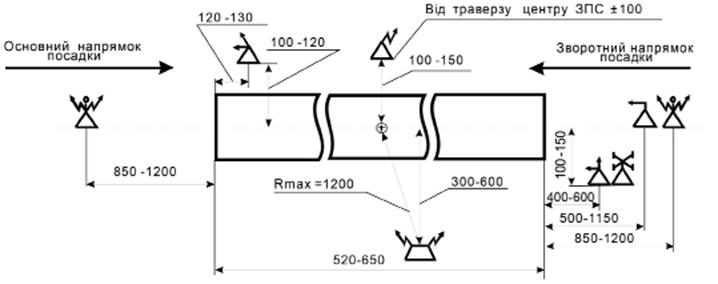 120-130
Від траверзу центру ЗПС ±100
Основний напрямок
посадки
100-120
100-150
Зворотний напрямок
посадки
850-1200
Rmax=1200
300-600
100-150
400-600
500-1150
850-1200
520-650